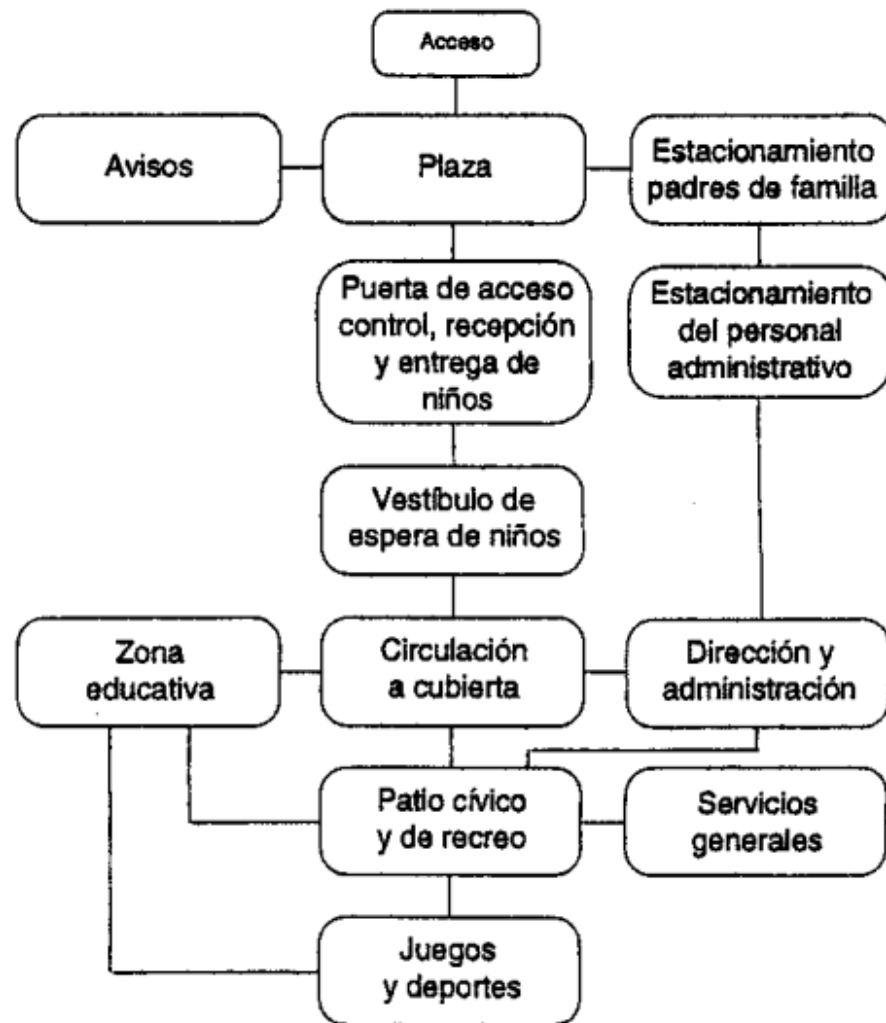 Acceso
Avisos
Plaza
Estacionamiento
padres de familia
Puerta de acceso
control, recepción
y entrega de
niños
Estacionamiento
del personal
administrativo
Vestíbulo de
espera de niños
Zona
educativa
Circulación
a cubierta
Dirección y
administración
Patio cívico
y de recreo
Servicios
generales
Juegos
y deportes